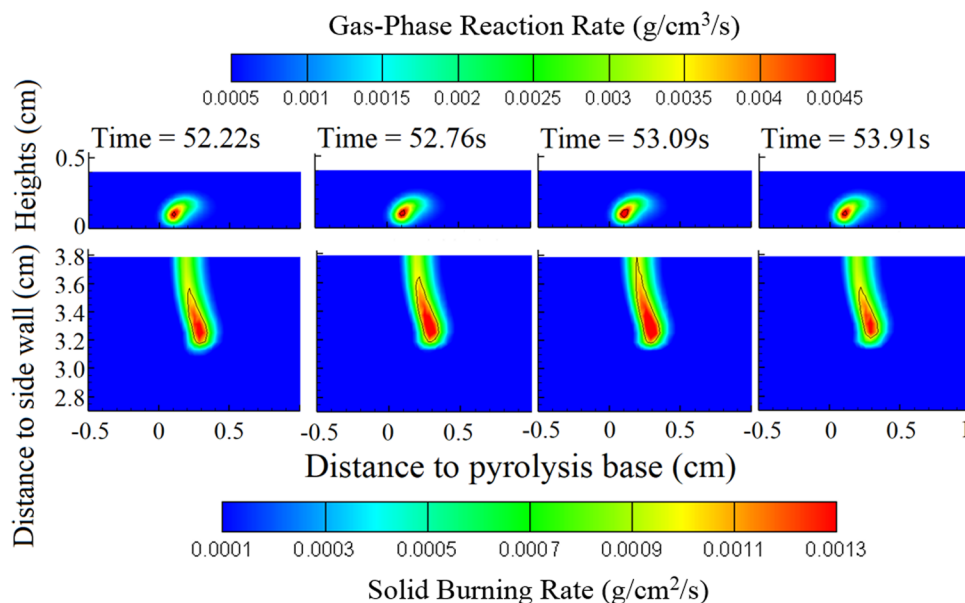 Gas-Phase Reaction Rate (g/cm³/s)
0.0005 0.001 0.0015 0.002 0.0025 0.003 0.0035 0.004 0.0045
Time = 52.22s Time = 52.76s Time = 53.09s Time = 53.91s
Heights (cm)
0.5
0
Distance to side wall (cm)
3.8
3.6
3.4
3.2
3
2.8
-0.5 0 0.5 -0.5 0 0.5 -0.5 0 0.5 -0.5 0 0.5
Distance to pyrolysis base (cm)
0.0001 0.0003 0.0005 0.0007 0.0009 0.0011 0.0013
Solid Burning Rate (g/cm²/s)